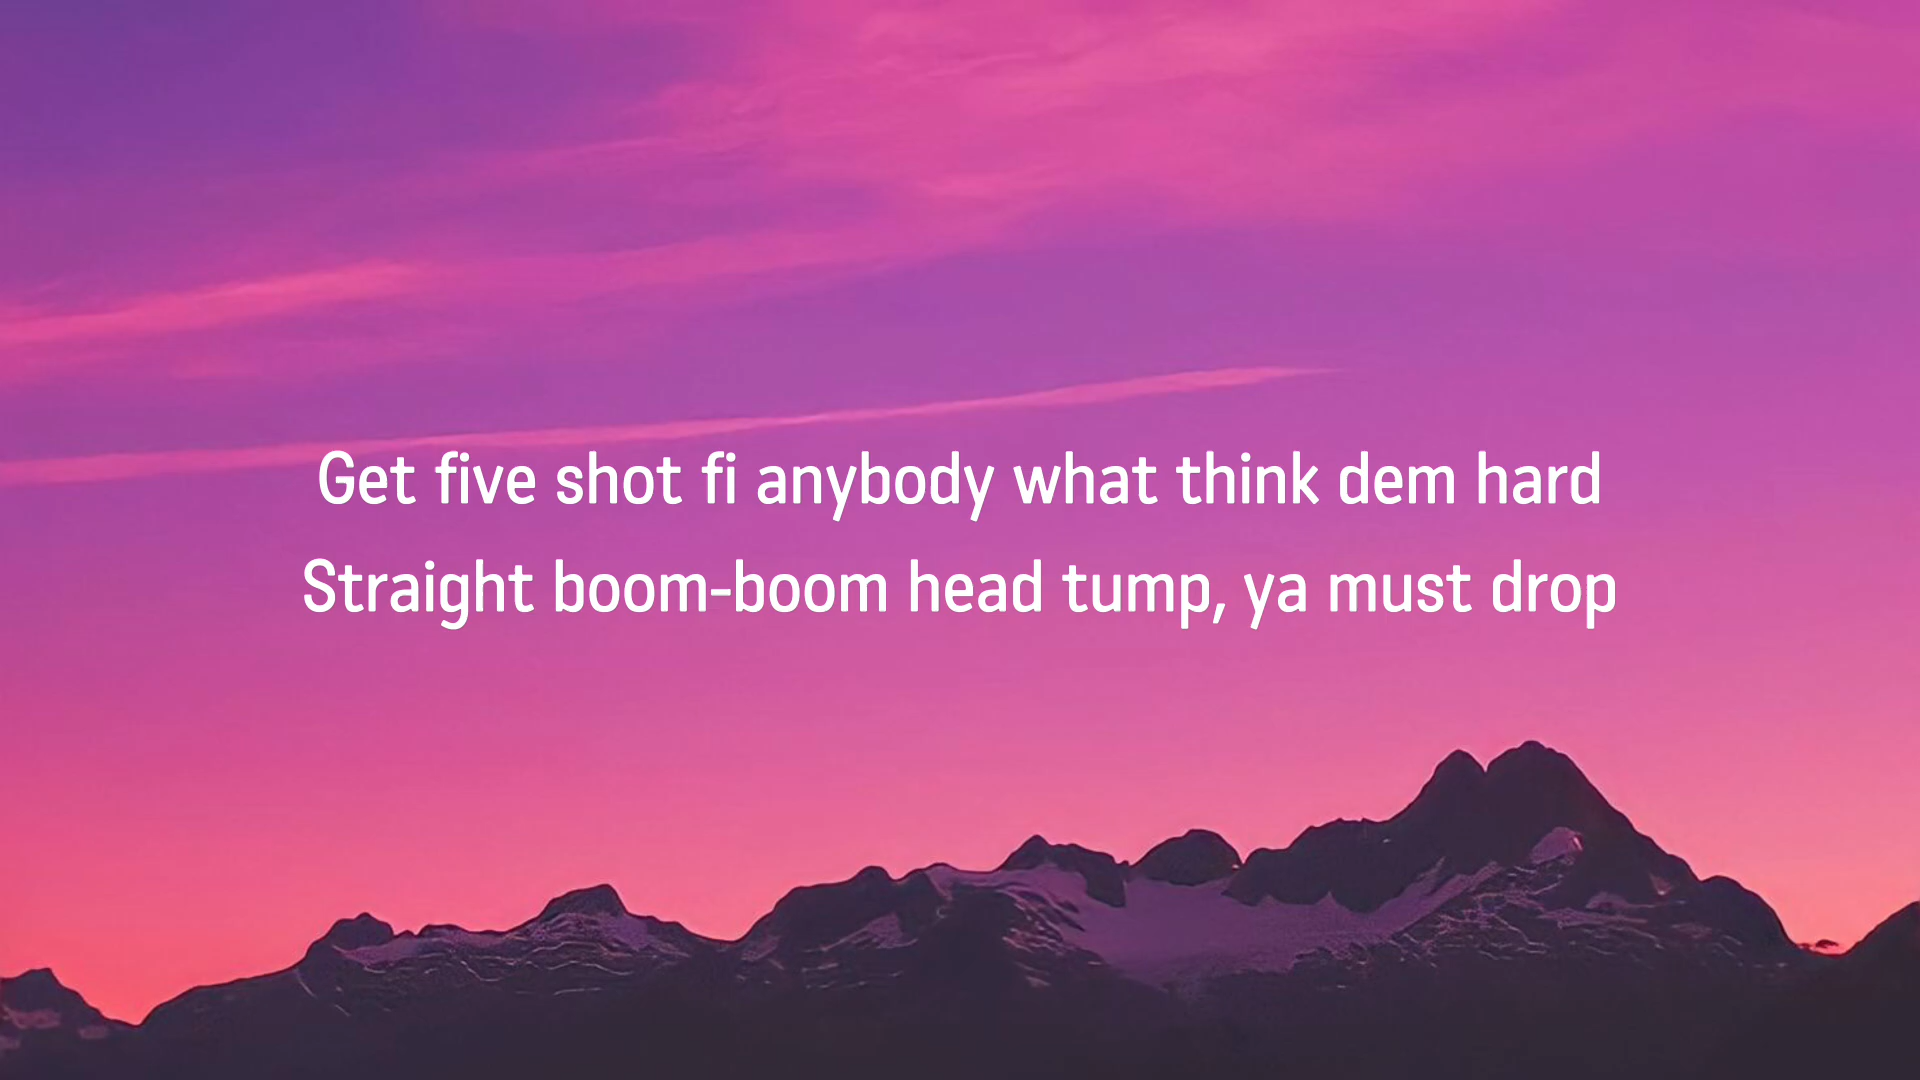 Get five shot fi anybody what think dem hard
Straight boom-boom head tump, ya must drop